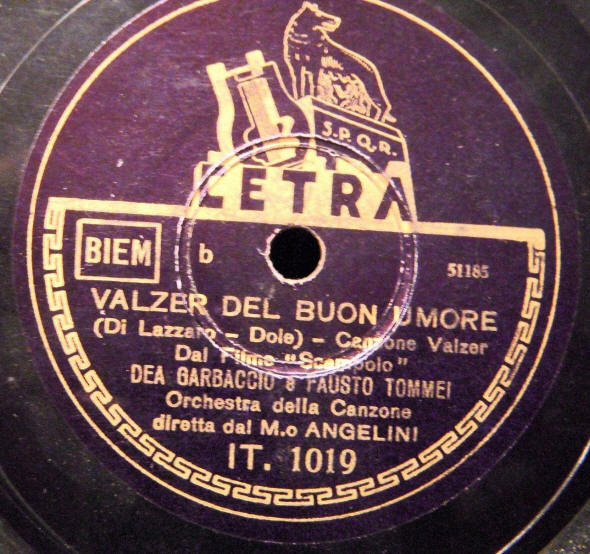 S.P.Q.R.
CETRA
BIEM b 51185
VALZER DEL BUON UMORE
(Di Lazzaro - Dole) - Canzone Valzer
Dal Filme "Scampolo"
DEA GARBACCIO e FAUSTO TOMMEI
Orchestra della Canzone
diretta dal M.o ANGELINI
IT. 1019